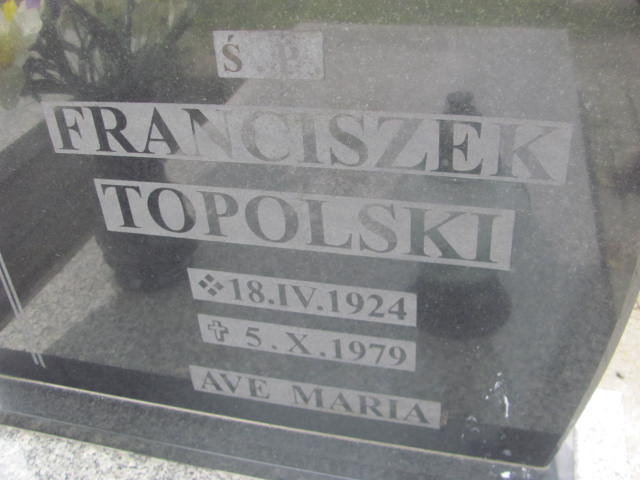 Ś. P.
FRANCISZEK
TOPOLSKI
❖ 18.IV.1924
✝ 5.X.1979
AVE MARIA